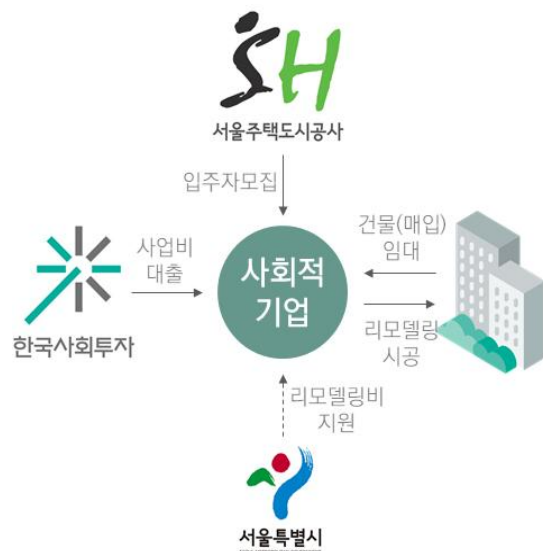 SH
서울주택도시공사
입주자모집
사업비
대출
건물(매입)
임대
사회적
기업
한국사회투자
리모델링
시공
리모델링비
지원
서울특별시